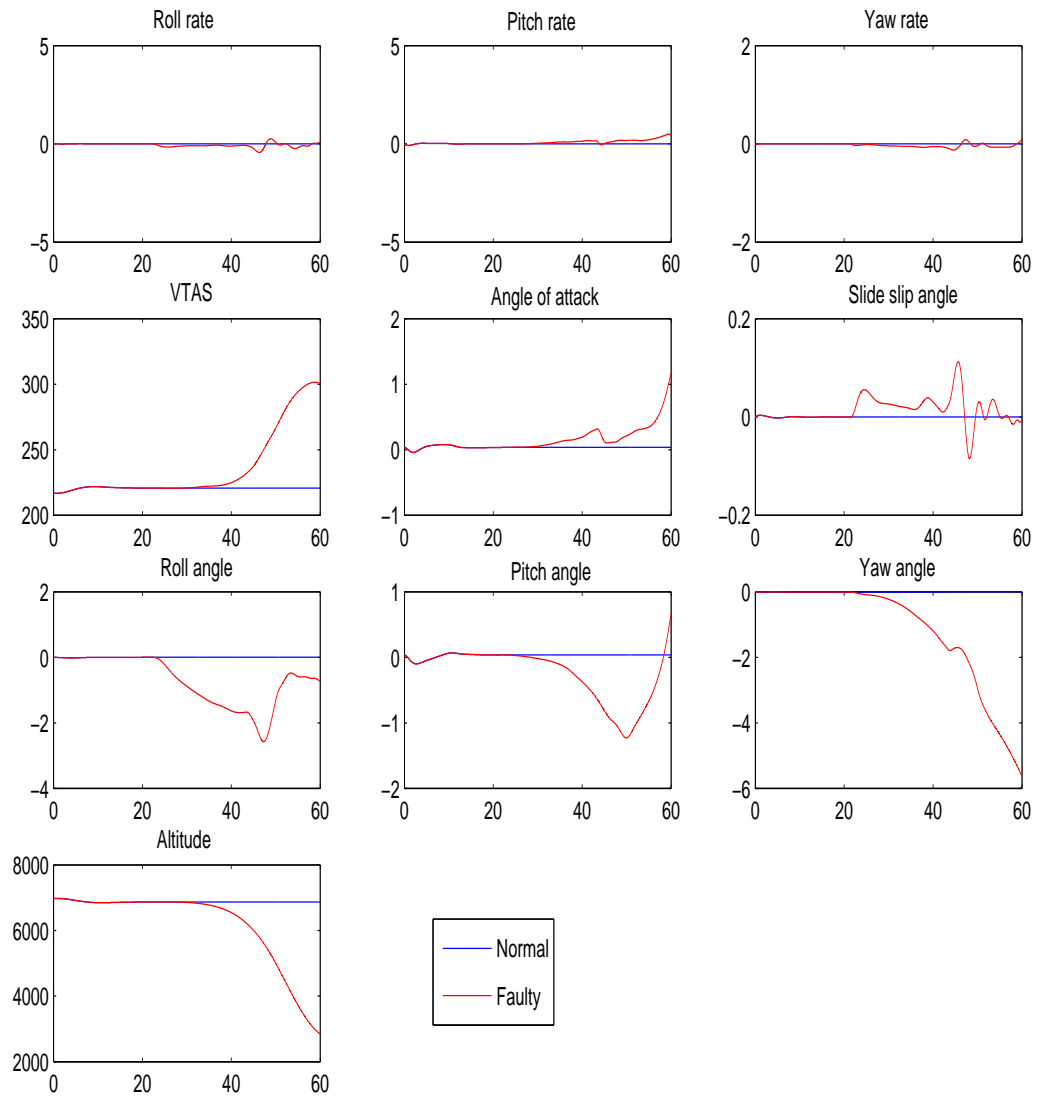 Roll rate
Pitch rate
Yaw rate
5
0
−5
0 20 40 60
5
0
−5
0 20 40 60
2
0
−2
0 20 40 60
VTAS
Angle of attack
Slide slip angle
350
300
250
200
0 20 40 60
2
1
0
−1
0 20 40 60
0.2
0
−0.2
0 20 40 60
Roll angle
Pitch angle
Yaw angle
2
0
−2
−4
0 20 40 60
1
0
−1
−2
0 20 40 60
0
−2
−4
−6
0 20 40 60
Altitude
8000
6000
4000
2000
0 20 40 60
Normal
Faulty